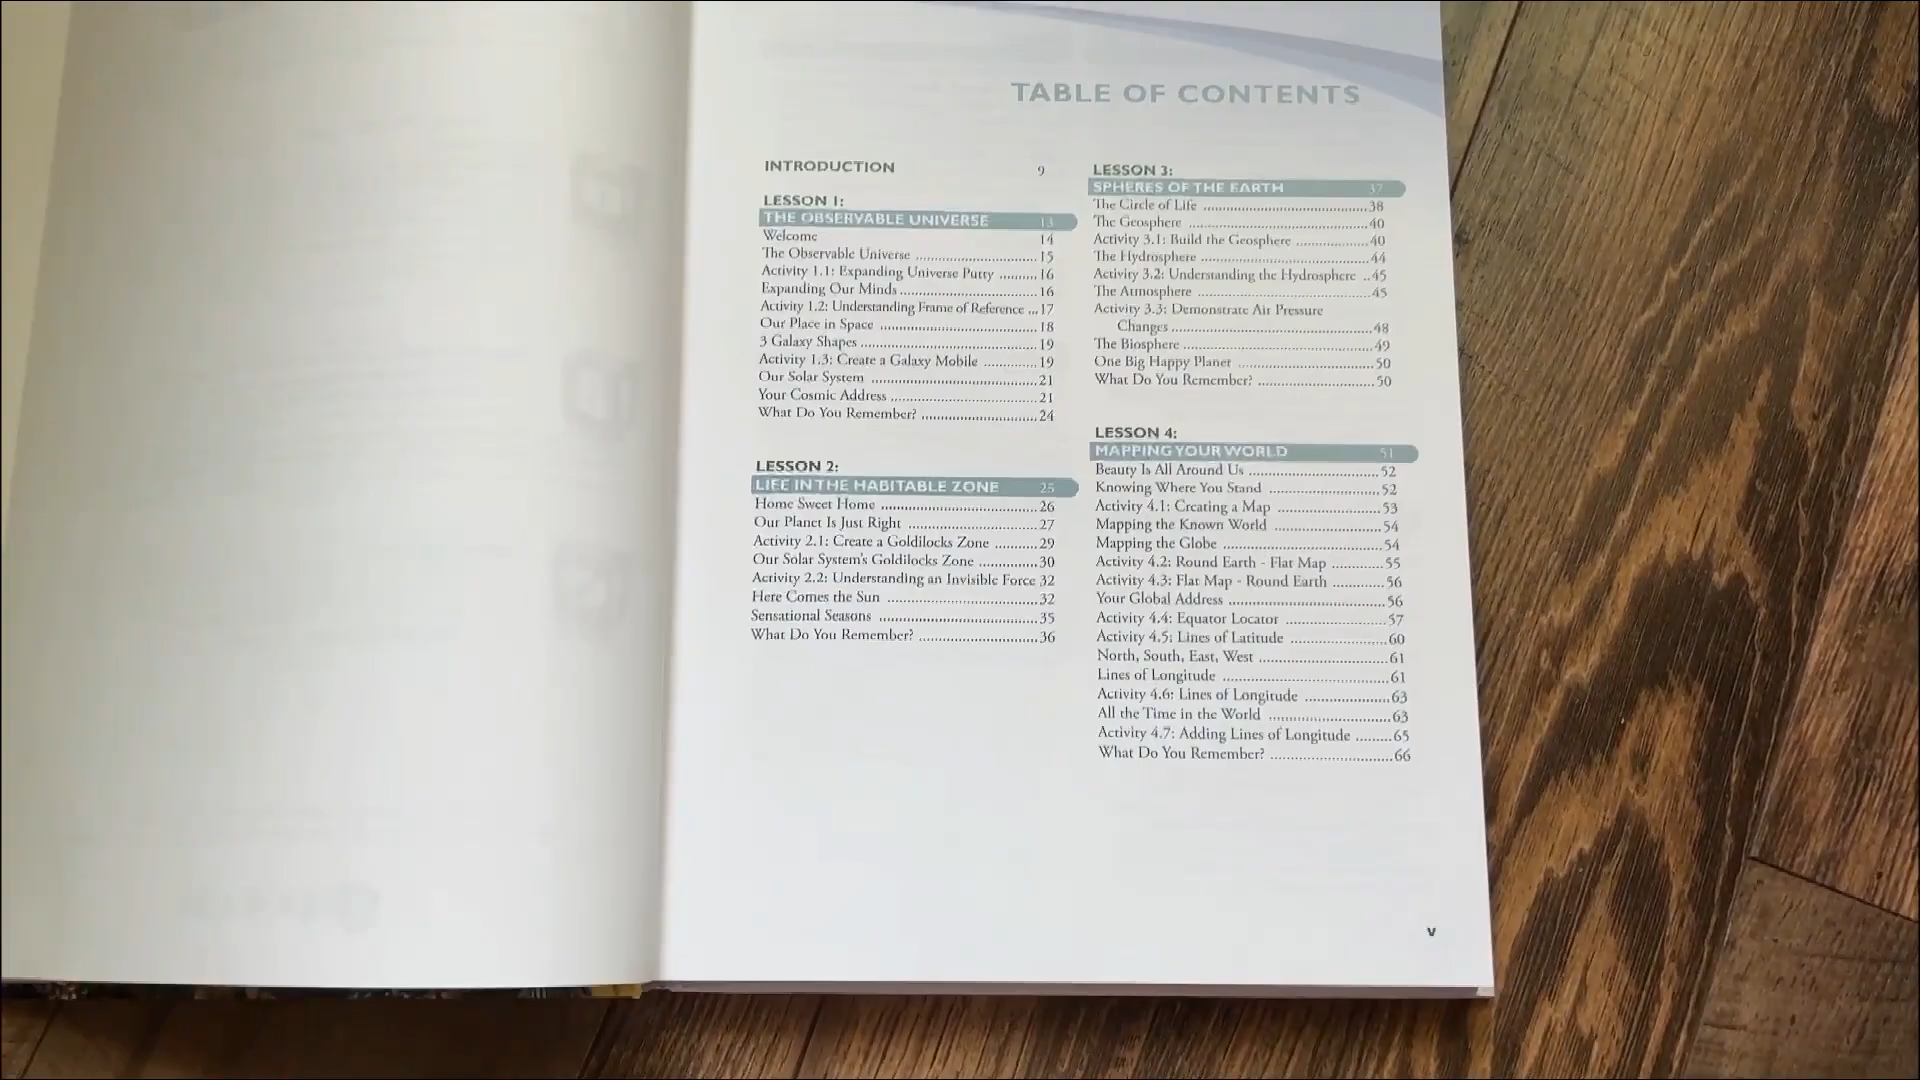 TABLE OF CONTENTS
INTRODUCTION 9
LESSON 1:
THE OBSERVABLE UNIVERSE 13
Welcome 14
The Observable Universe ................................15
Activity 1.1: Expanding Universe Putty ..........16
Expanding Our Minds ....................................16
Activity 1.2: Understanding Frame of Reference ...17
Our Place in Space ..........................................18
3 Galaxy Shapes ..............................................19
Activity 1.3: Create a Galaxy Mobile ..............19
Our Solar System ............................................21
Your Cosmic Address ......................................21
What Do You Remember? ..............................24
LESSON 2:
LIFE IN THE HABITABLE ZONE 25
Home Sweet Home ..........................................26
Our Planet Is Just Right ..................................27
Activity 2.1: Create a Goldilocks Zone ...........29
Our Solar System's Goldilocks Zone ...............30
Activity 2.2: Understanding an Invisible Force 32
Here Comes the Sun ........................................32
Sensational Seasons ..........................................35
What Do You Remember? ..............................36
LESSON 3:
SPHERES OF THE EARTH 37
The Circle of Life ............................................38
The Geosphere ................................................40
Activity 3.1: Build the Geosphere ...................40
The Hydrosphere .............................................44
Activity 3.2: Understanding the Hydrosphere ..45
The Atmosphere ..............................................45
Activity 3.3: Demonstrate Air Pressure
Changes ......................................................48
The Biosphere ..................................................49
One Big Happy Planet .....................................50
What Do You Remember? ...............................50
LESSON 4:
MAPPING YOUR WORLD 51
Beauty Is All Around Us ..................................52
Knowing Where You Stand ..............................52
Activity 4.1: Creating a Map ...........................53
Mapping the Known World .............................54
Mapping the Globe .........................................54
Activity 4.2: Round Earth - Flat Map ..............55
Activity 4.3: Flat Map - Round Earth ..............56
Your Global Address ........................................56
Activity 4.4: Equator Locator ..........................57
Activity 4.5: Lines of Latitude .........................60
North, South, East, West .................................61
Lines of Longitude ...........................................61
Activity 4.6: Lines of Longitude ......................63
All the Time in the World ...............................63
Activity 4.7: Adding Lines of Longitude .........65
What Do You Remember? ...............................66
v